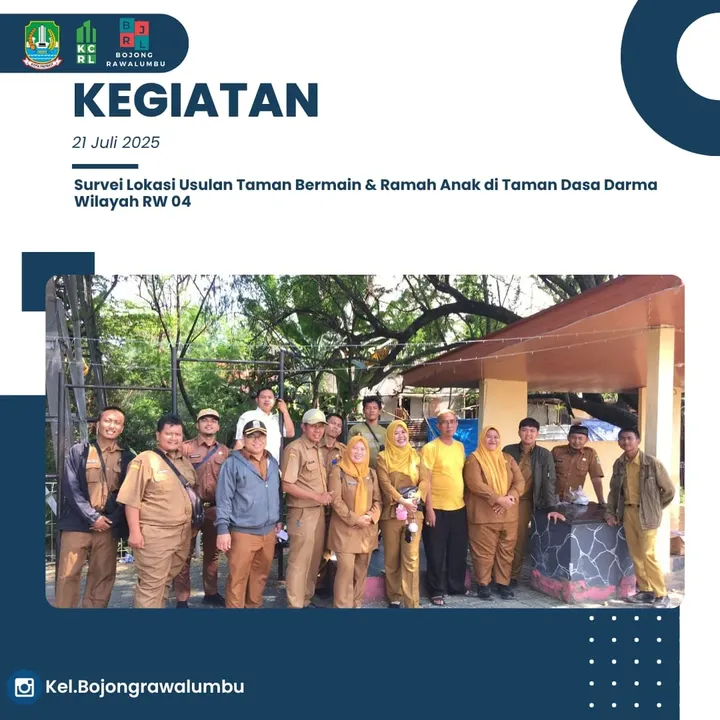 KCRL
BJRL
BOJONG
RAWALUMBU
KEGIATAN
21 Juli 2025
Survei Lokasi Usulan Taman Bermain & Ramah Anak di Taman Dasa Darma
Wilayah RW 04
Kel.Bojongrawalumbu